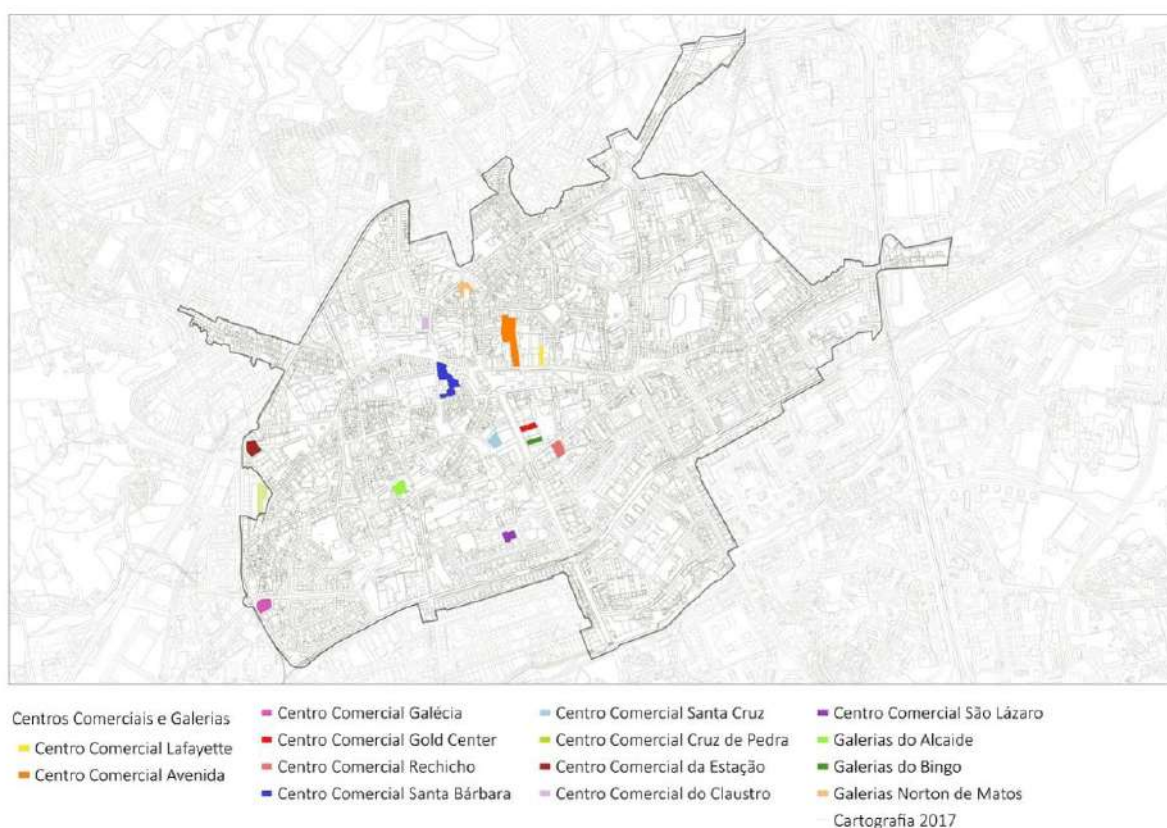 Centros Comerciais e Galerias
Centro Comercial Lafayette
Centro Comercial Avenida
Centro Comercial Galécia
Centro Comercial Gold Center
Centro Comercial Rechicho
Centro Comercial Santa Bárbara
Centro Comercial Santa Cruz
Centro Comercial Cruz de Pedra
Centro Comercial da Estação
Centro Comercial do Claustro
Centro Comercial São Lázaro
Galerias do Alcaide
Galerias do Bingo
Galerias Norton de Matos
Cartografia 2017